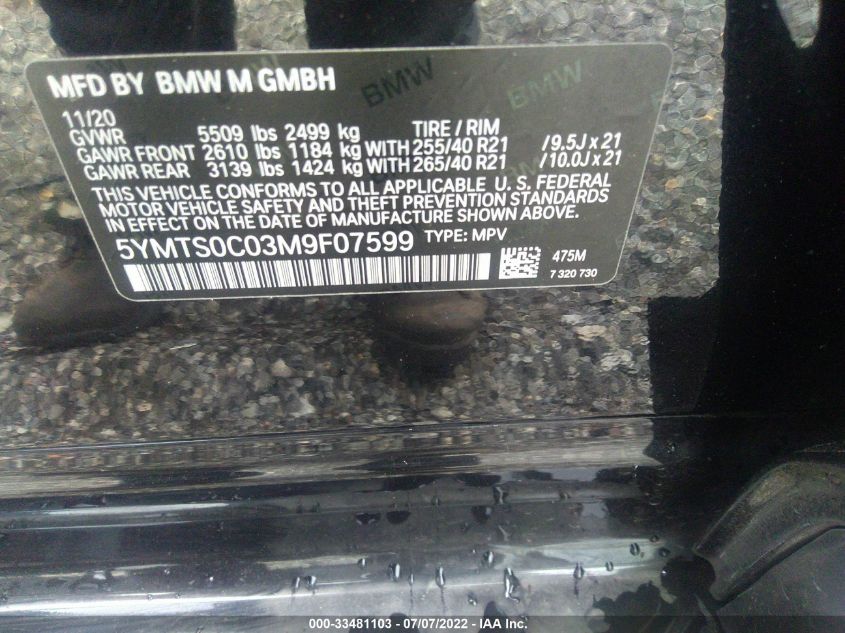 MFD BY BMW M GMBH
BMW
BMW
11/20
GVWR 5509 lbs 2499 kg TIRE / RIM
GAWR FRONT 2610 lbs 1184 kg WITH 255/40 R21 /9.5J x 21
GAWR REAR 3139 lbs 1424 kg WITH 265/40 R21 /10.0J x 21
THIS VEHICLE CONFORMS TO ALL APPLICABLE U. S. FEDERAL
MOTOR VEHICLE SAFETY AND THEFT PREVENTION STANDARDS
IN EFFECT ON THE DATE OF MANUFACTURE SHOWN ABOVE.
5YMTS0C03M9F07599 TYPE: MPV
475M
7 320 730
000-33481103 - 07/07/2022 - IAA Inc.